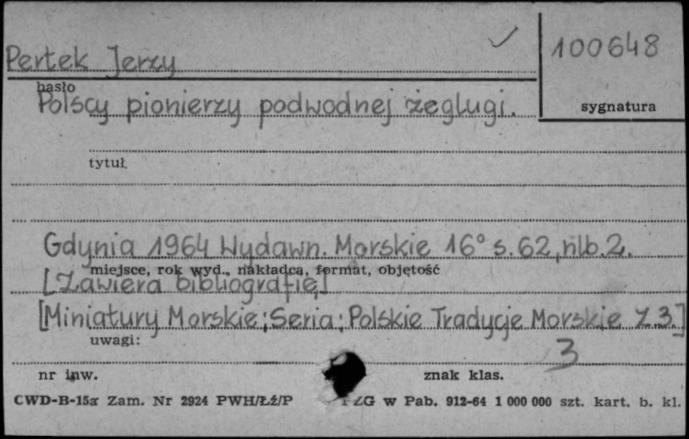 Pertek Jerzy
100648
hasło
Polscy pionierzy podwodnej żeglugi.
sygnatura
tytuł
Gdynia 1964 Wydawn. Morskie 16° s. 62, nlb. 2.
miejsce, rok wyd., nakładca, format, objętość
[Zawiera bibliografię]
[Miniatury Morskie; Seria; Polskie Tradycje Morskie Z.3.]
uwagi:
3
nr inw.
znak klas.
CWD-B-15a Zam. Nr 2924 PWH/Łź/P
ZG w Pab. 912-64 1 000 000 szt. kart. b. kl.